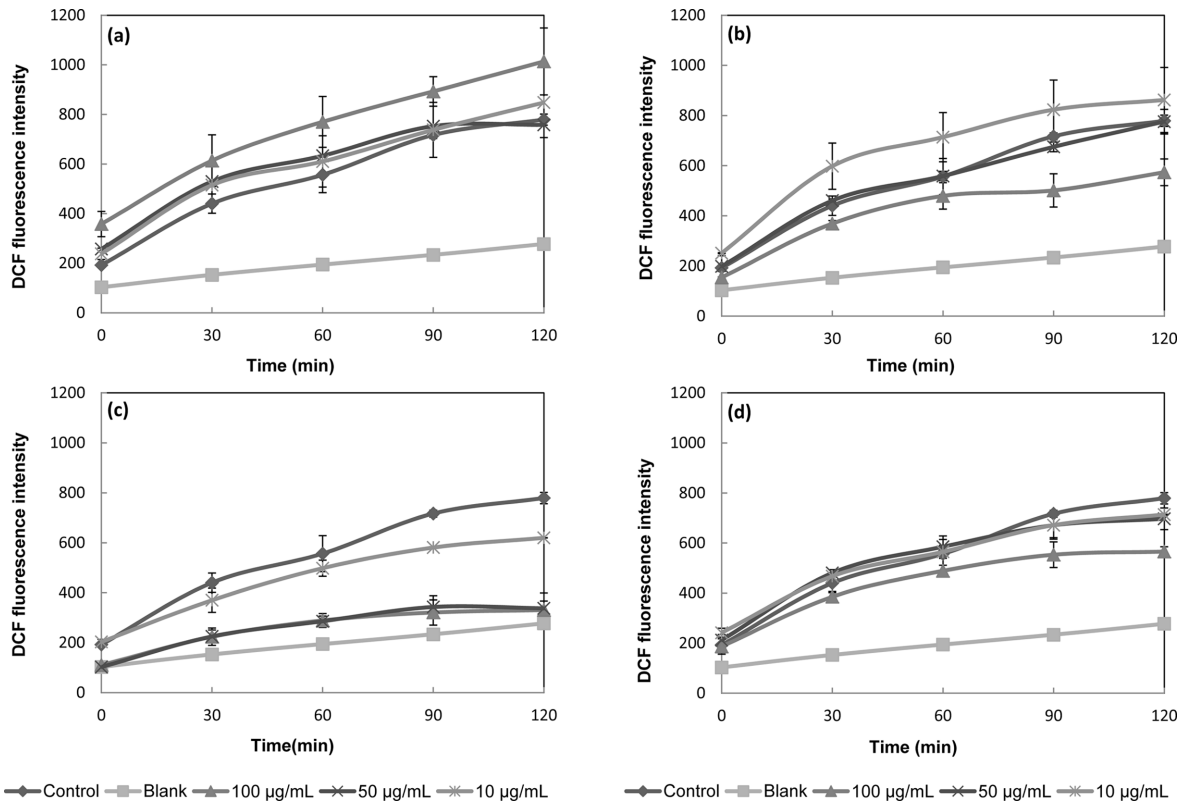 (a)
DCF fluorescence intensity
1200
1000
800
600
400
200
0
0 30 60 90 120
Time (min)
(b)
DCF fluorescence intensity
1200
1000
800
600
400
200
0
0 30 60 90 120
Time (min)
(c)
DCF fluorescence intensity
1200
1000
800
600
400
200
0
0 30 60 90 120
Time(min)
(d)
DCF fluorescence intensity
1200
1000
800
600
400
200
0
0 30 60 90 120
Time (min)
Control Blank 100 µg/mL 50 µg/mL 10 µg/mL
Control Blank 100 µg/mL 50 µg/mL 10 µg/mL